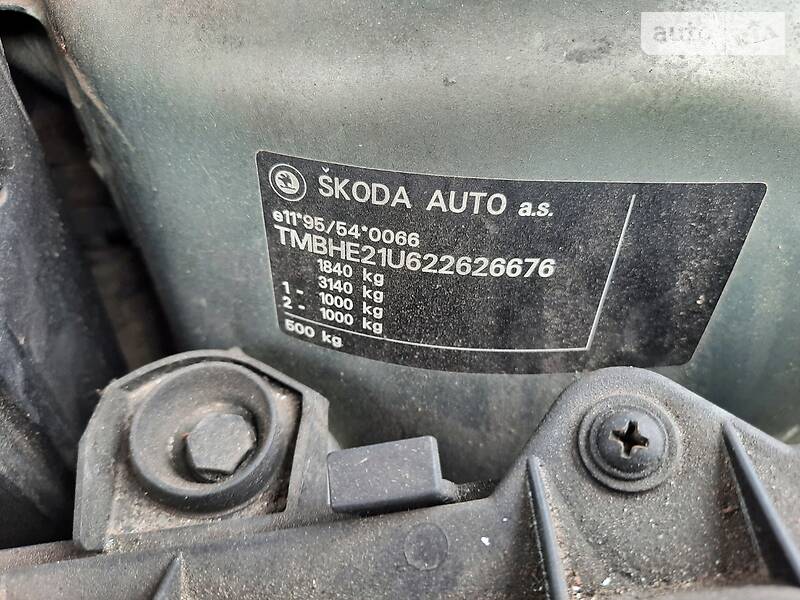 ŠKODA AUTO a.s.
e11*95/54*0066
TMBHE21U622626676
1840 kg
3140 kg
1 - 1000 kg
2 - 1000 kg
500 kg